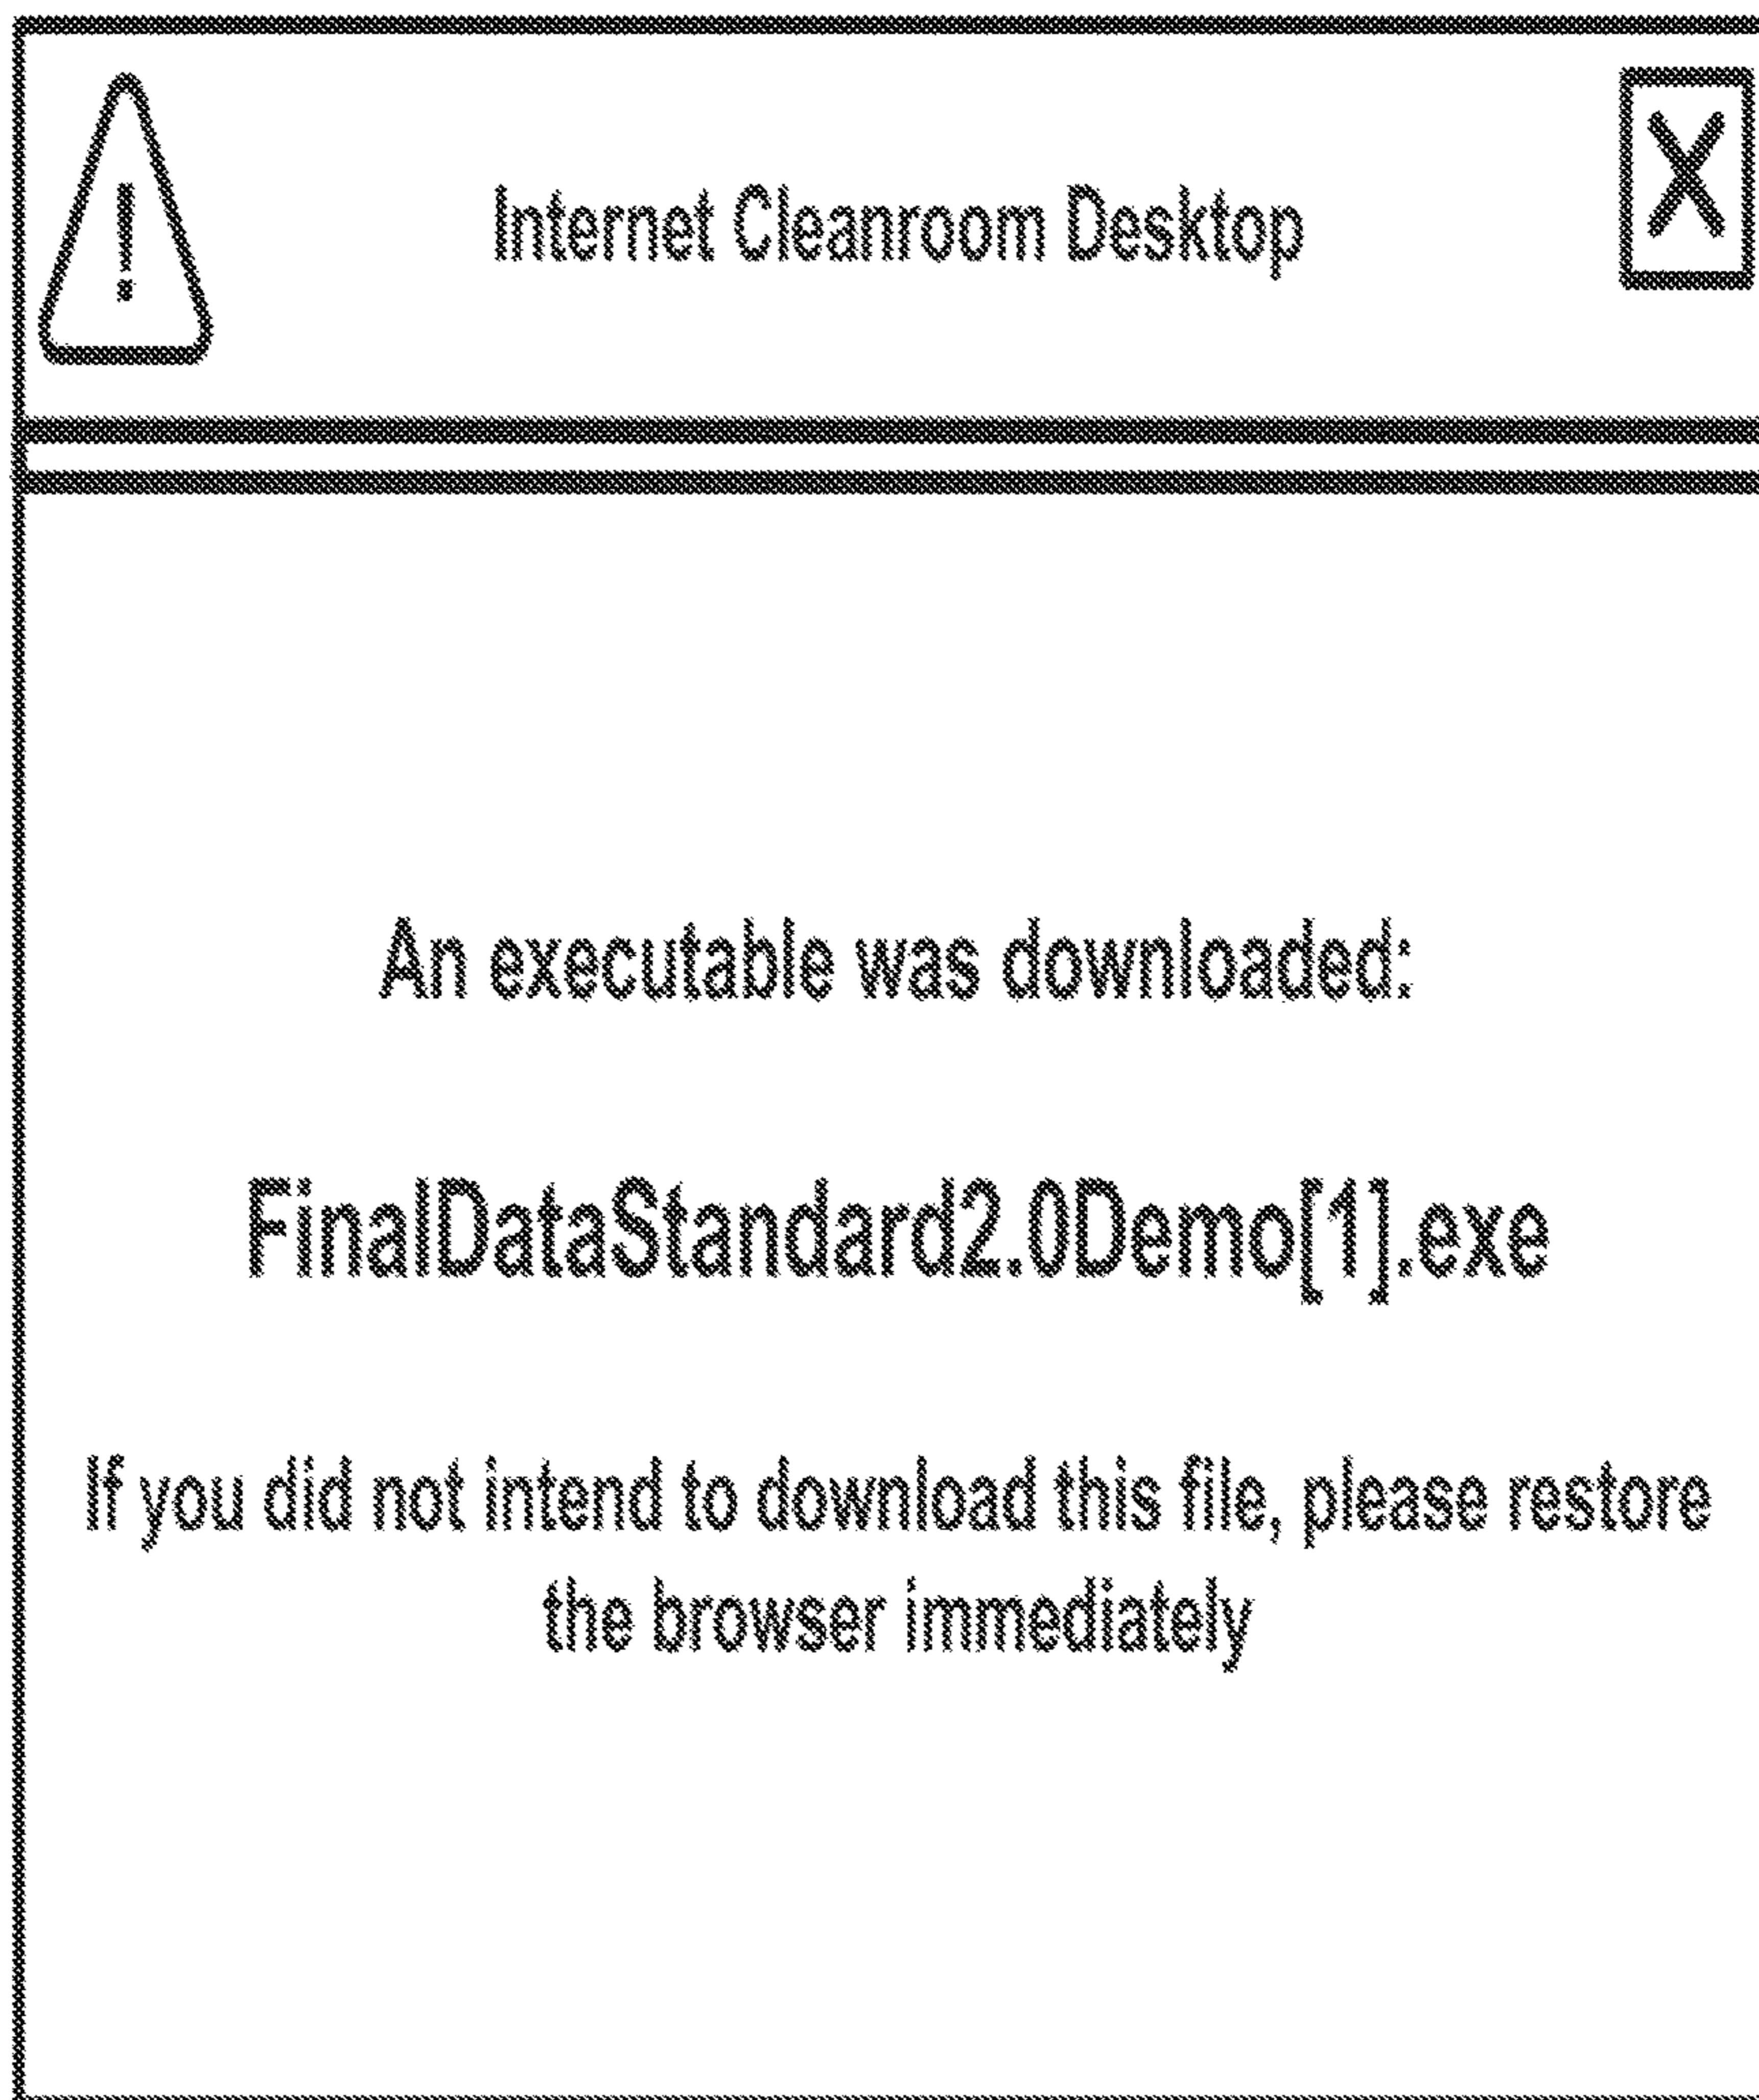 !
Internet Cleanroom Desktop
X
An executable was downloaded:
FinalDataStandard2.0Demo[1].exe
If you did not intend to download this file, please restore
the browser immediately